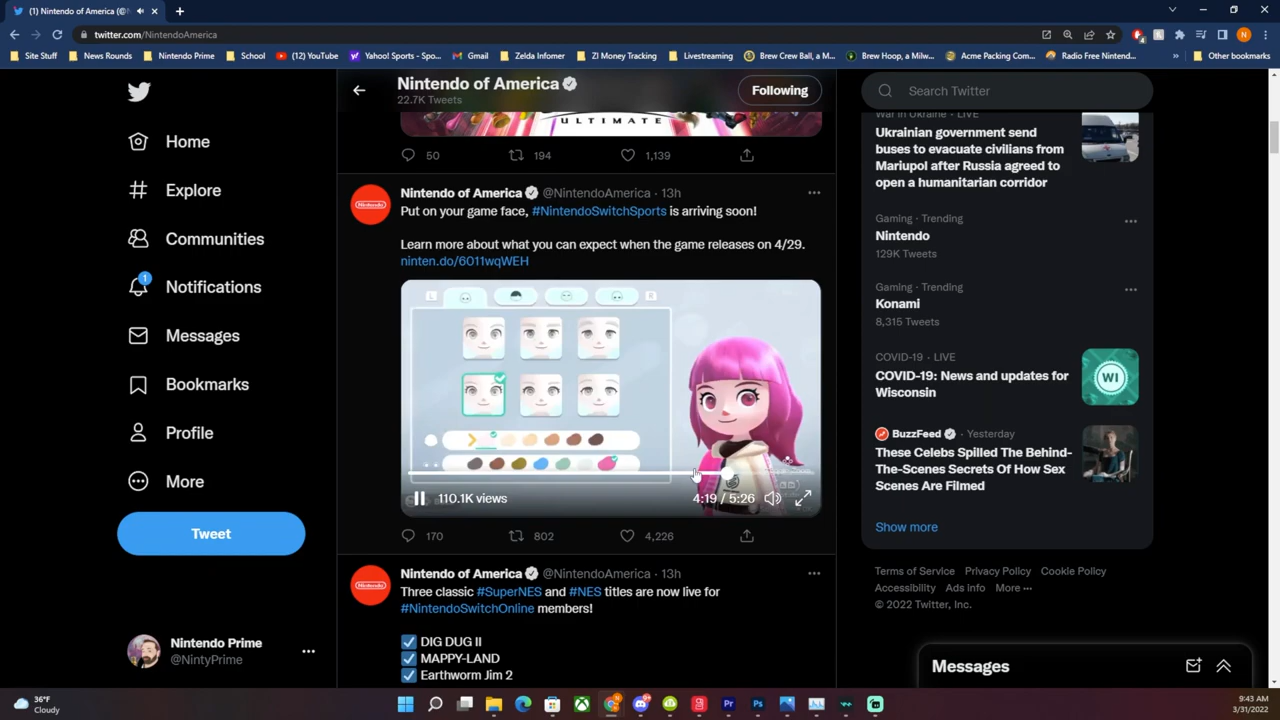 (1) Nintendo of America (@N
twitter.com/NintendoAmerica
Site Stuff
News Rounds
Nintendo Prime
School
(12) YouTube
Yahoo! Sports - Spo...
Gmail
Zelda Infomer
ZI Money Tracking
Livestreaming
Brew Crew Ball, a M...
Brew Hoop, a Milw...
Acme Packing Com...
Radio Free Nintend...
»
Other bookmarks
Home
Explore
Communities
1
Notifications
Messages
Bookmarks
Profile
More
Tweet
Nintendo Prime
@NintyPrime
Nintendo of America
22.7K Tweets
Following
ULTIMATE
50
194
1,139
Nintendo of America @NintendoAmerica · 13h
Put on your game face, #NintendoSwitchSports is arriving soon!
Learn more about what you can expect when the game releases on 4/29.
ninten.do/6011wqWEH
L
R
110.1K views
4:19 / 5:26
170
802
4,226
Nintendo of America @NintendoAmerica · 13h
Three classic #SuperNES and #NES titles are now live for
#NintendoSwitchOnline members!
DIG DUG II
MAPPY-LAND
Earthworm Jim 2
Search Twitter
War in Ukraine · LIVE
Ukrainian government send
buses to evacuate civilians from
Mariupol after Russia agreed to
open a humanitarian corridor
Gaming · Trending
Nintendo
129K Tweets
Gaming · Trending
Konami
8,315 Tweets
COVID-19 · LIVE
COVID-19: News and updates for
Wisconsin
WI
BuzzFeed · Yesterday
These Celebs Spilled The Behind-
The-Scenes Secrets Of How Sex
Scenes Are Filmed
Show more
Terms of Service Privacy Policy Cookie Policy
Accessibility Ads info More ···
© 2022 Twitter, Inc.
Messages
36°F
Cloudy
9:43 AM
3/31/2022